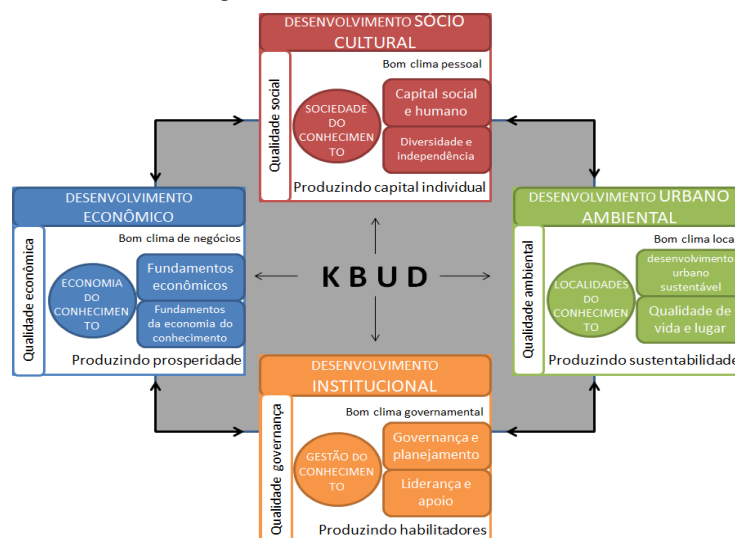 DESENVOLVIMENTO SÓCIO
CULTURAL
Qualidade social
Bom clima pessoal
SOCIEDADE
DO
CONHECIMEN
TO
Capital social
e humano
Diversidade e
independência
Produzindo capital individual
DESENVOLVIMENTO
ECONÔMICO
Qualidade econômica
Bom clima de negócios
ECONOMIA
DO
CONHECIMEN
TO
Fundamentos
econômicos
Fundamentos
da economia do
conhecimento
Produzindo prosperidade
K B U D
DESENVOLVIMENTO URBANO
AMBIENTAL
Qualidade ambiental
Bom clima local
LOCALIDADES
DO
CONHECIMEN
TO
desenvolvimento
urbano
sustentável
Qualidade de
vida e lugar
Produzindo sustentabilidade
DESENVOLVIMENTO
INSTITUCIONAL
Qualidade governança
Bom clima governamental
GESTÃO DO
CONHECIMEN
TO
Governança e
planejamento
Liderança e
apoio
Produzindo habilitadores